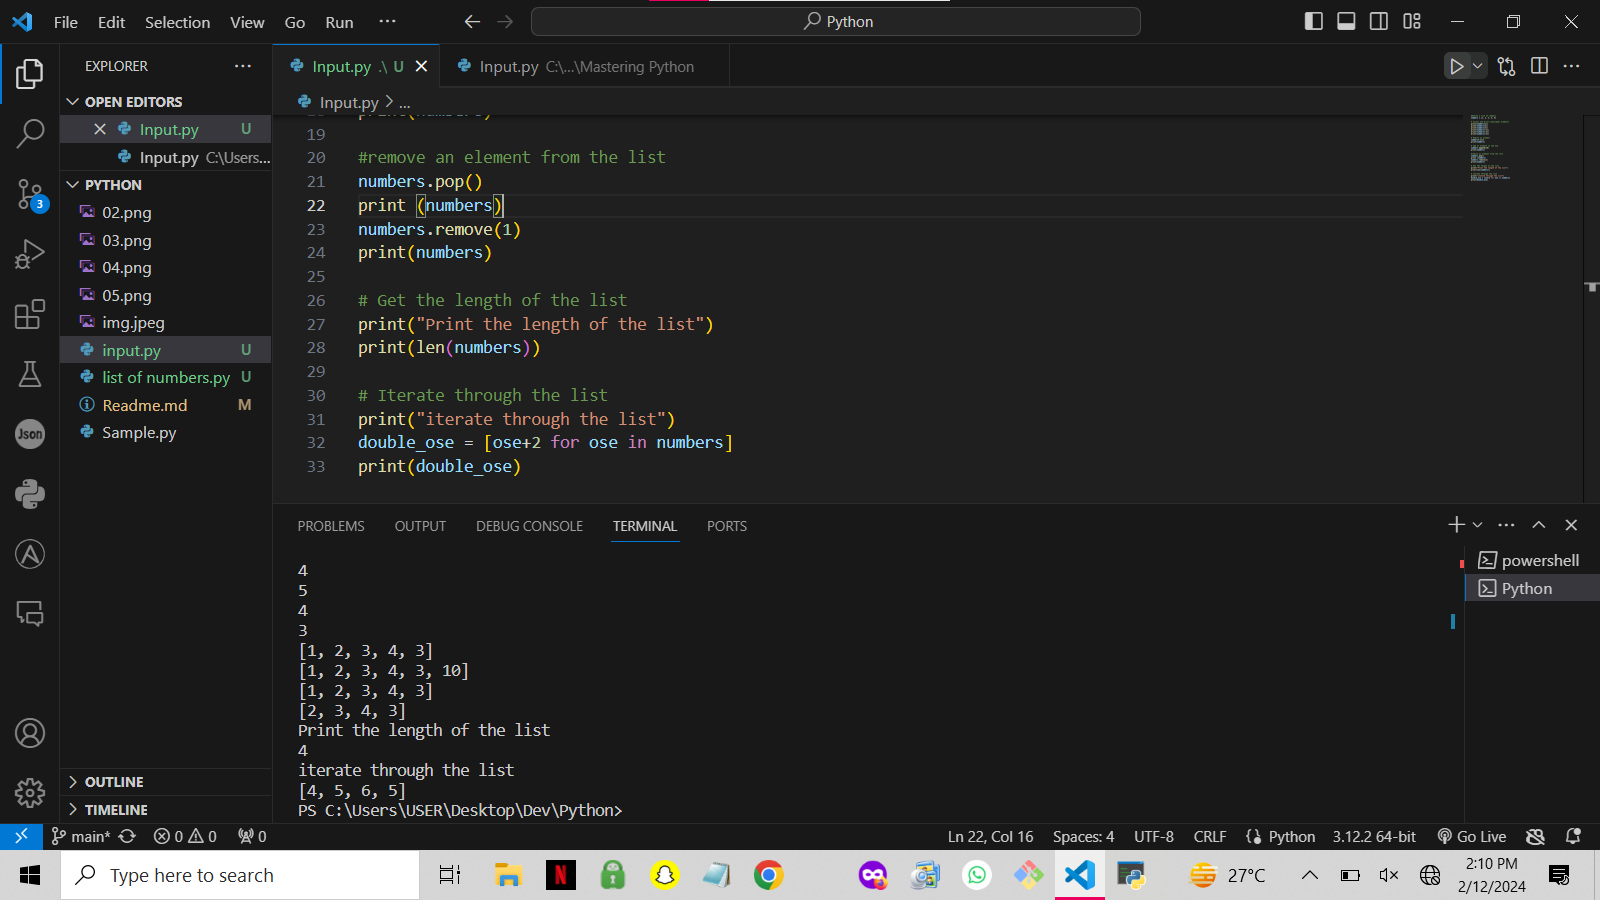 File Edit Selection View Go Run ···
Python
EXPLORER
OPEN EDITORS
Input.py U
Input.py C:\Users...
PYTHON
02.png
03.png
04.png
05.png
img.jpeg
input.py U
list of numbers.py U
Readme.md M
Sample.py
OUTLINE
TIMELINE
3
Json
Input.py .\ U
Input.py C:\...\Mastering Python
Input.py > ...
19
20 #remove an element from the list
21 numbers.pop()
22 print (numbers)
23 numbers.remove(1)
24 print(numbers)
25
26 # Get the length of the list
27 print("Print the length of the list")
28 print(len(numbers))
29
30 # Iterate through the list
31 print("iterate through the list")
32 double_ose = [ose+2 for ose in numbers]
33 print(double_ose)
PROBLEMS OUTPUT DEBUG CONSOLE TERMINAL PORTS
powershell
Python
4
5
4
3
[1, 2, 3, 4, 3]
[1, 2, 3, 4, 3, 10]
[1, 2, 3, 4, 3]
[2, 3, 4, 3]
Print the length of the list
4
iterate through the list
[4, 5, 6, 5]
PS C:\Users\USER\Desktop\Dev\Python>
main* 0 0 0 Ln 22, Col 16 Spaces: 4 UTF-8 CRLF Python 3.12.2 64-bit Go Live
Type here to search
N
27°C
2:10 PM
2/12/2024